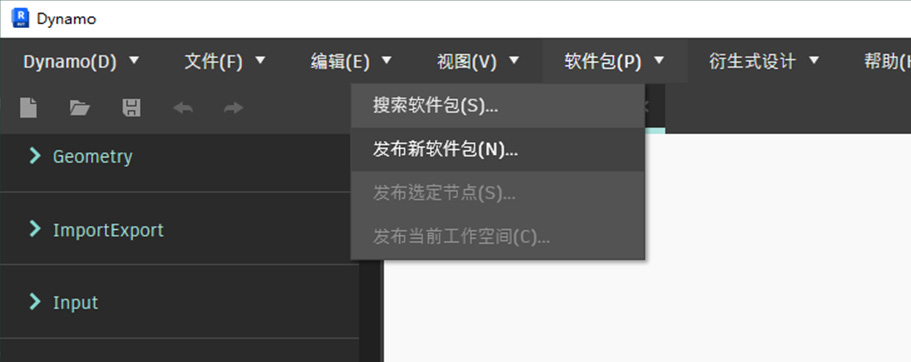 Dynamo
Dynamo(D) 文件(F) 编辑(E) 视图(V) 软件包(P) 衍生式设计 帮助(H
搜索软件包(S)...
发布新软件包(N)...
发布选定节点(S)...
发布当前工作空间(C)...
Geometry
ImportExport
Input